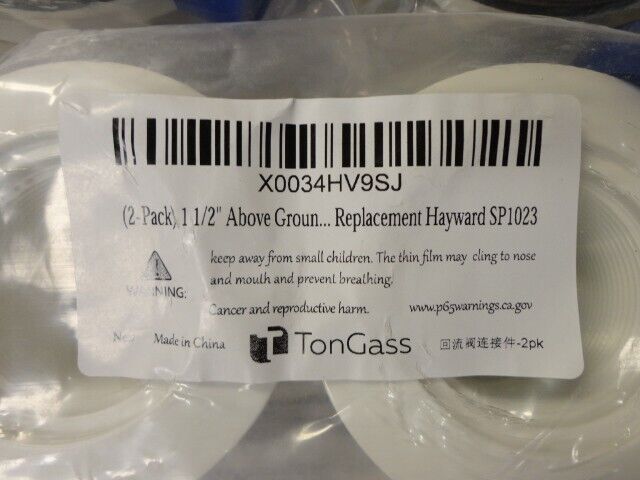 X0034HV9SJ
(2-Pack) 1 1/2" Above Groun... Replacement Hayward SP1023
keep away from small children. The thin film may cling to nose
and mouth and prevent breathing.
WARNING:
Cancer and reproductive harm. www.p65warnings.ca.gov
New Made in China TonGass 回流阀连接件-2pk